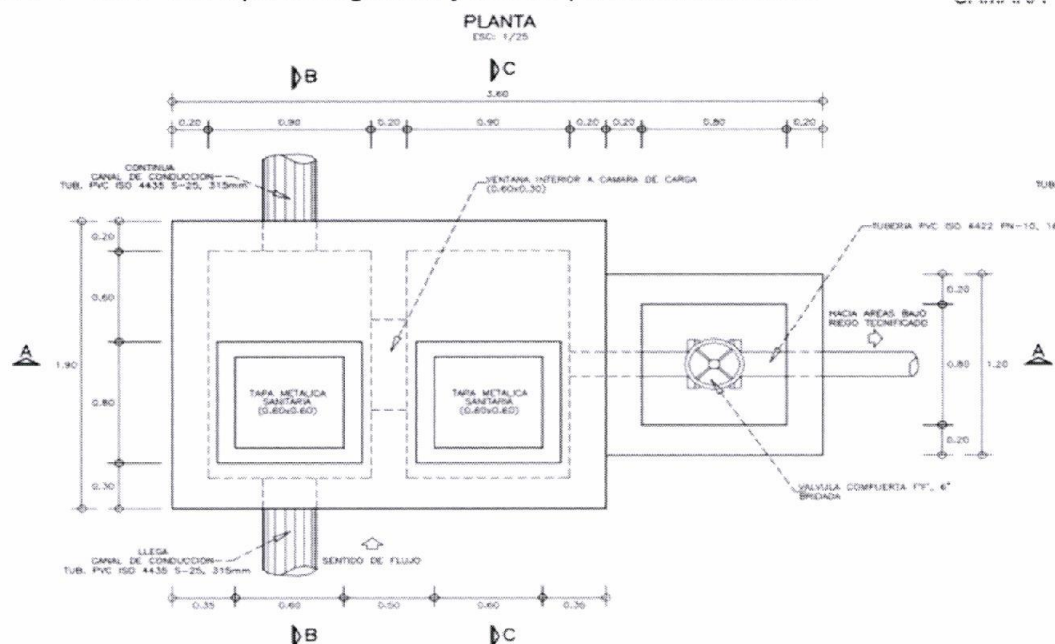 PLANTA
ESC: 1/25
B
C
3.60
0.20
0.90
0.20
0.90
0.20
0.20
0.80
0.20
CONTINUA
CANAL DE CONDUCCION
TUB. PVC ISO 4435 S-25, 315mm
VENTANA INTERIOR A CAMARA DE CARGA
(0.60x0.30)
TUB
TUBERIA PVC ISO 4422 PN-10, 16
0.20
0.60
1.90
0.80
0.30
A
HACIA AREAS BAJO
RIEGO TECNIFICADO
0.20
0.80
1.20
0.20
A
TAPA METALICA
SANITARIA
(0.60x0.60)
TAPA METALICA
SANITARIA
(0.60x0.60)
VALVULA COMPUERTA F°F°, 6"
BRIDADA
LLEGA
CANAL DE CONDUCCION
TUB. PVC ISO 4435 S-25, 315mm
SENTIDO DE FLUJO
0.35
0.60
0.50
0.60
0.35
B
C